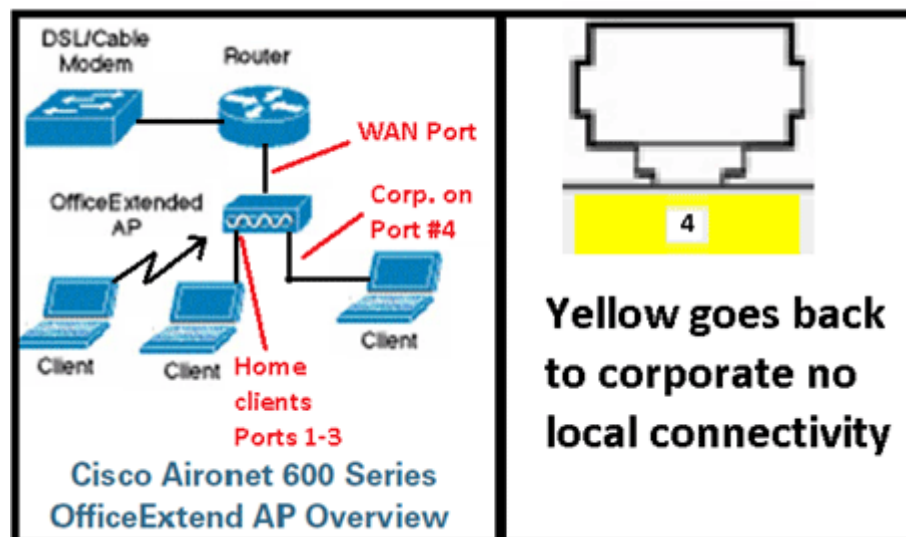 DSL/Cable
Modem
Router
WAN Port
OfficeExtended
AP
Corp. on
Port #4
Client
Client
Client
Home
clients
Ports 1-3
Cisco Aironet 600 Series
OfficeExtend AP Overview
4
Yellow goes back
to corporate no
local connectivity